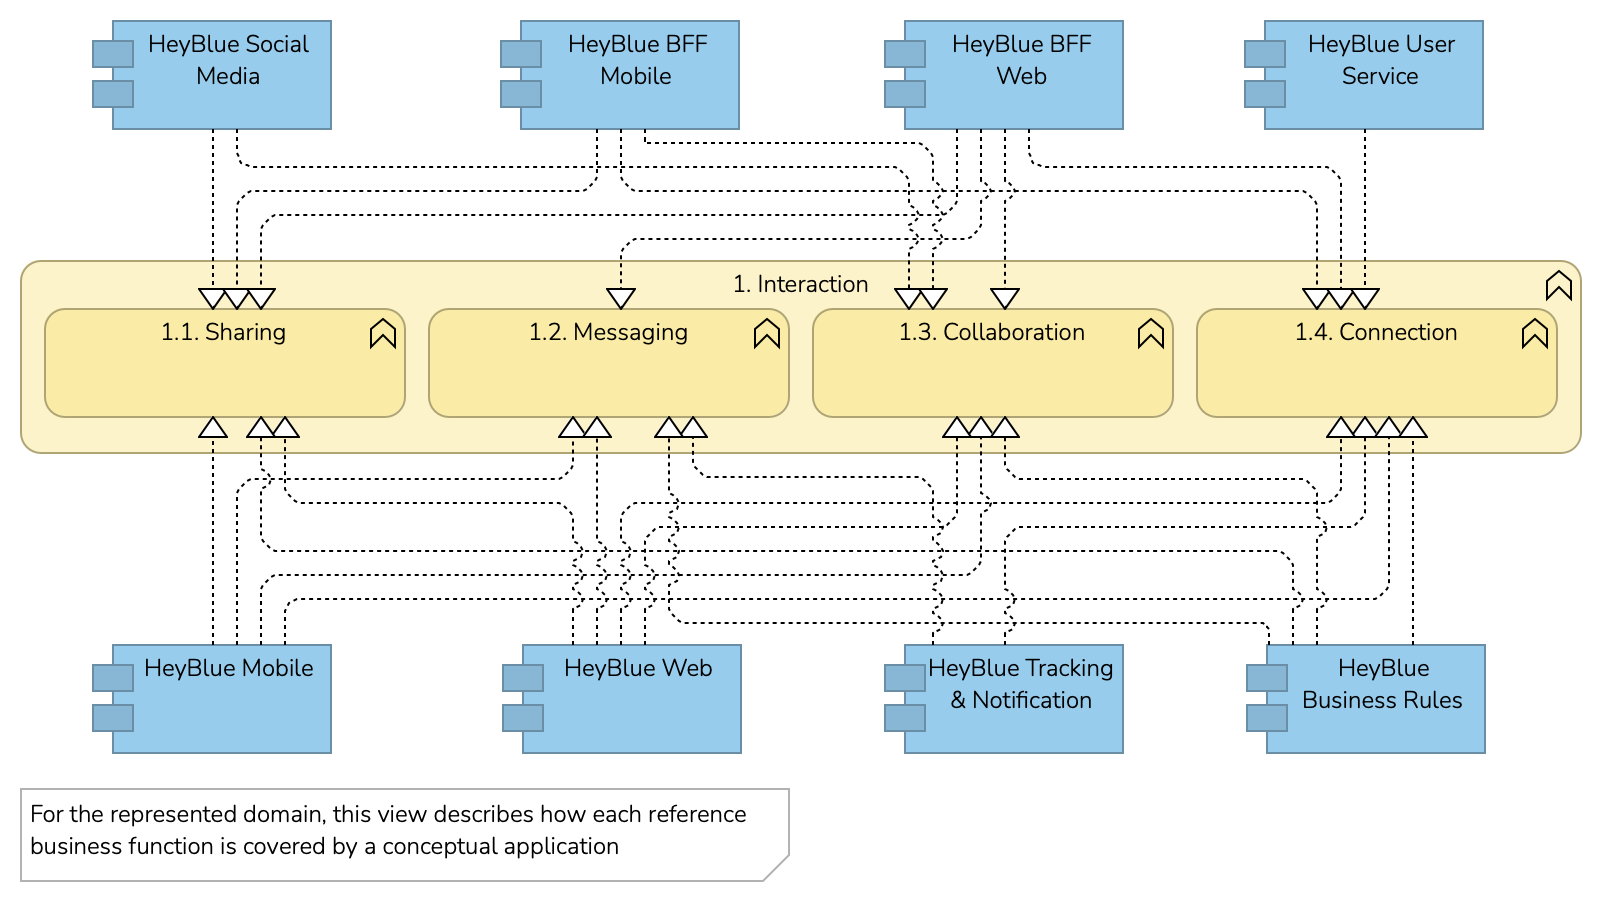 HeyBlue Social
Media
HeyBlue BFF
Mobile
HeyBlue BFF
Web
HeyBlue User
Service
1. Interaction
1.1. Sharing
1.2. Messaging
1.3. Collaboration
1.4. Connection
HeyBlue Mobile
HeyBlue Web
HeyBlue Tracking
& Notification
HeyBlue
Business Rules
For the represented domain, this view describes how each reference
business function is covered by a conceptual application